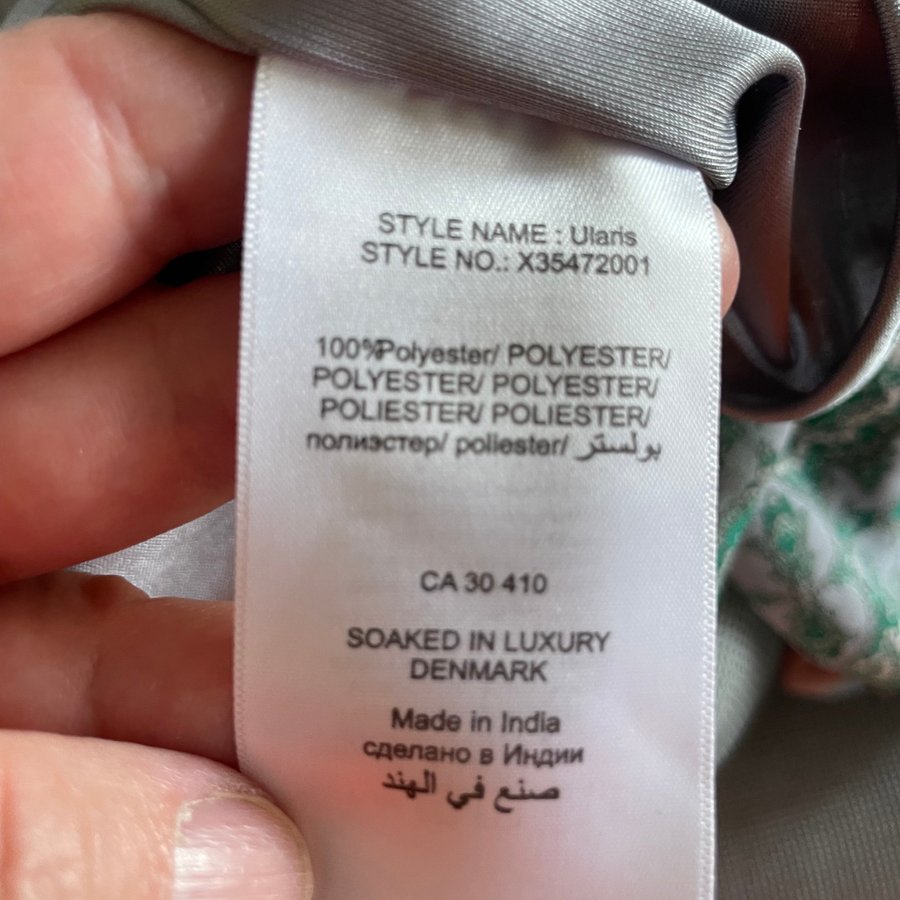 STYLE NAME : Ularis
STYLE NO.: X35472001
100%Polyester/ POLYESTER/
POLYESTER/ POLYESTER/
POLIESTER/ POLIESTER/
полиэстер/ poliester/ بولستر
CA 30 410
SOAKED IN LUXURY
DENMARK
Made in India
сделано в Индии
صنع في الهند